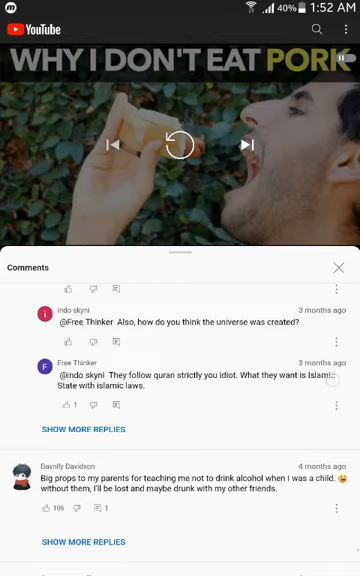 40% 1:52 AM
YouTube
WHY I DON'T EAT PORK
Comments
indo skyni 3 months ago
@Free Thinker Also, how do you think the universe was created?
Free Thinker 3 months ago
@indo skyni They follow quran strictly you idiot. What they want is Islamic
State with islamic laws.
1
SHOW MORE REPLIES
Davnlly Davidson 4 months ago
Big props to my parents for teaching me not to drink alcohol when I was a child.
without them, I'll be lost and maybe drunk with my other friends.
106 1
SHOW MORE REPLIES